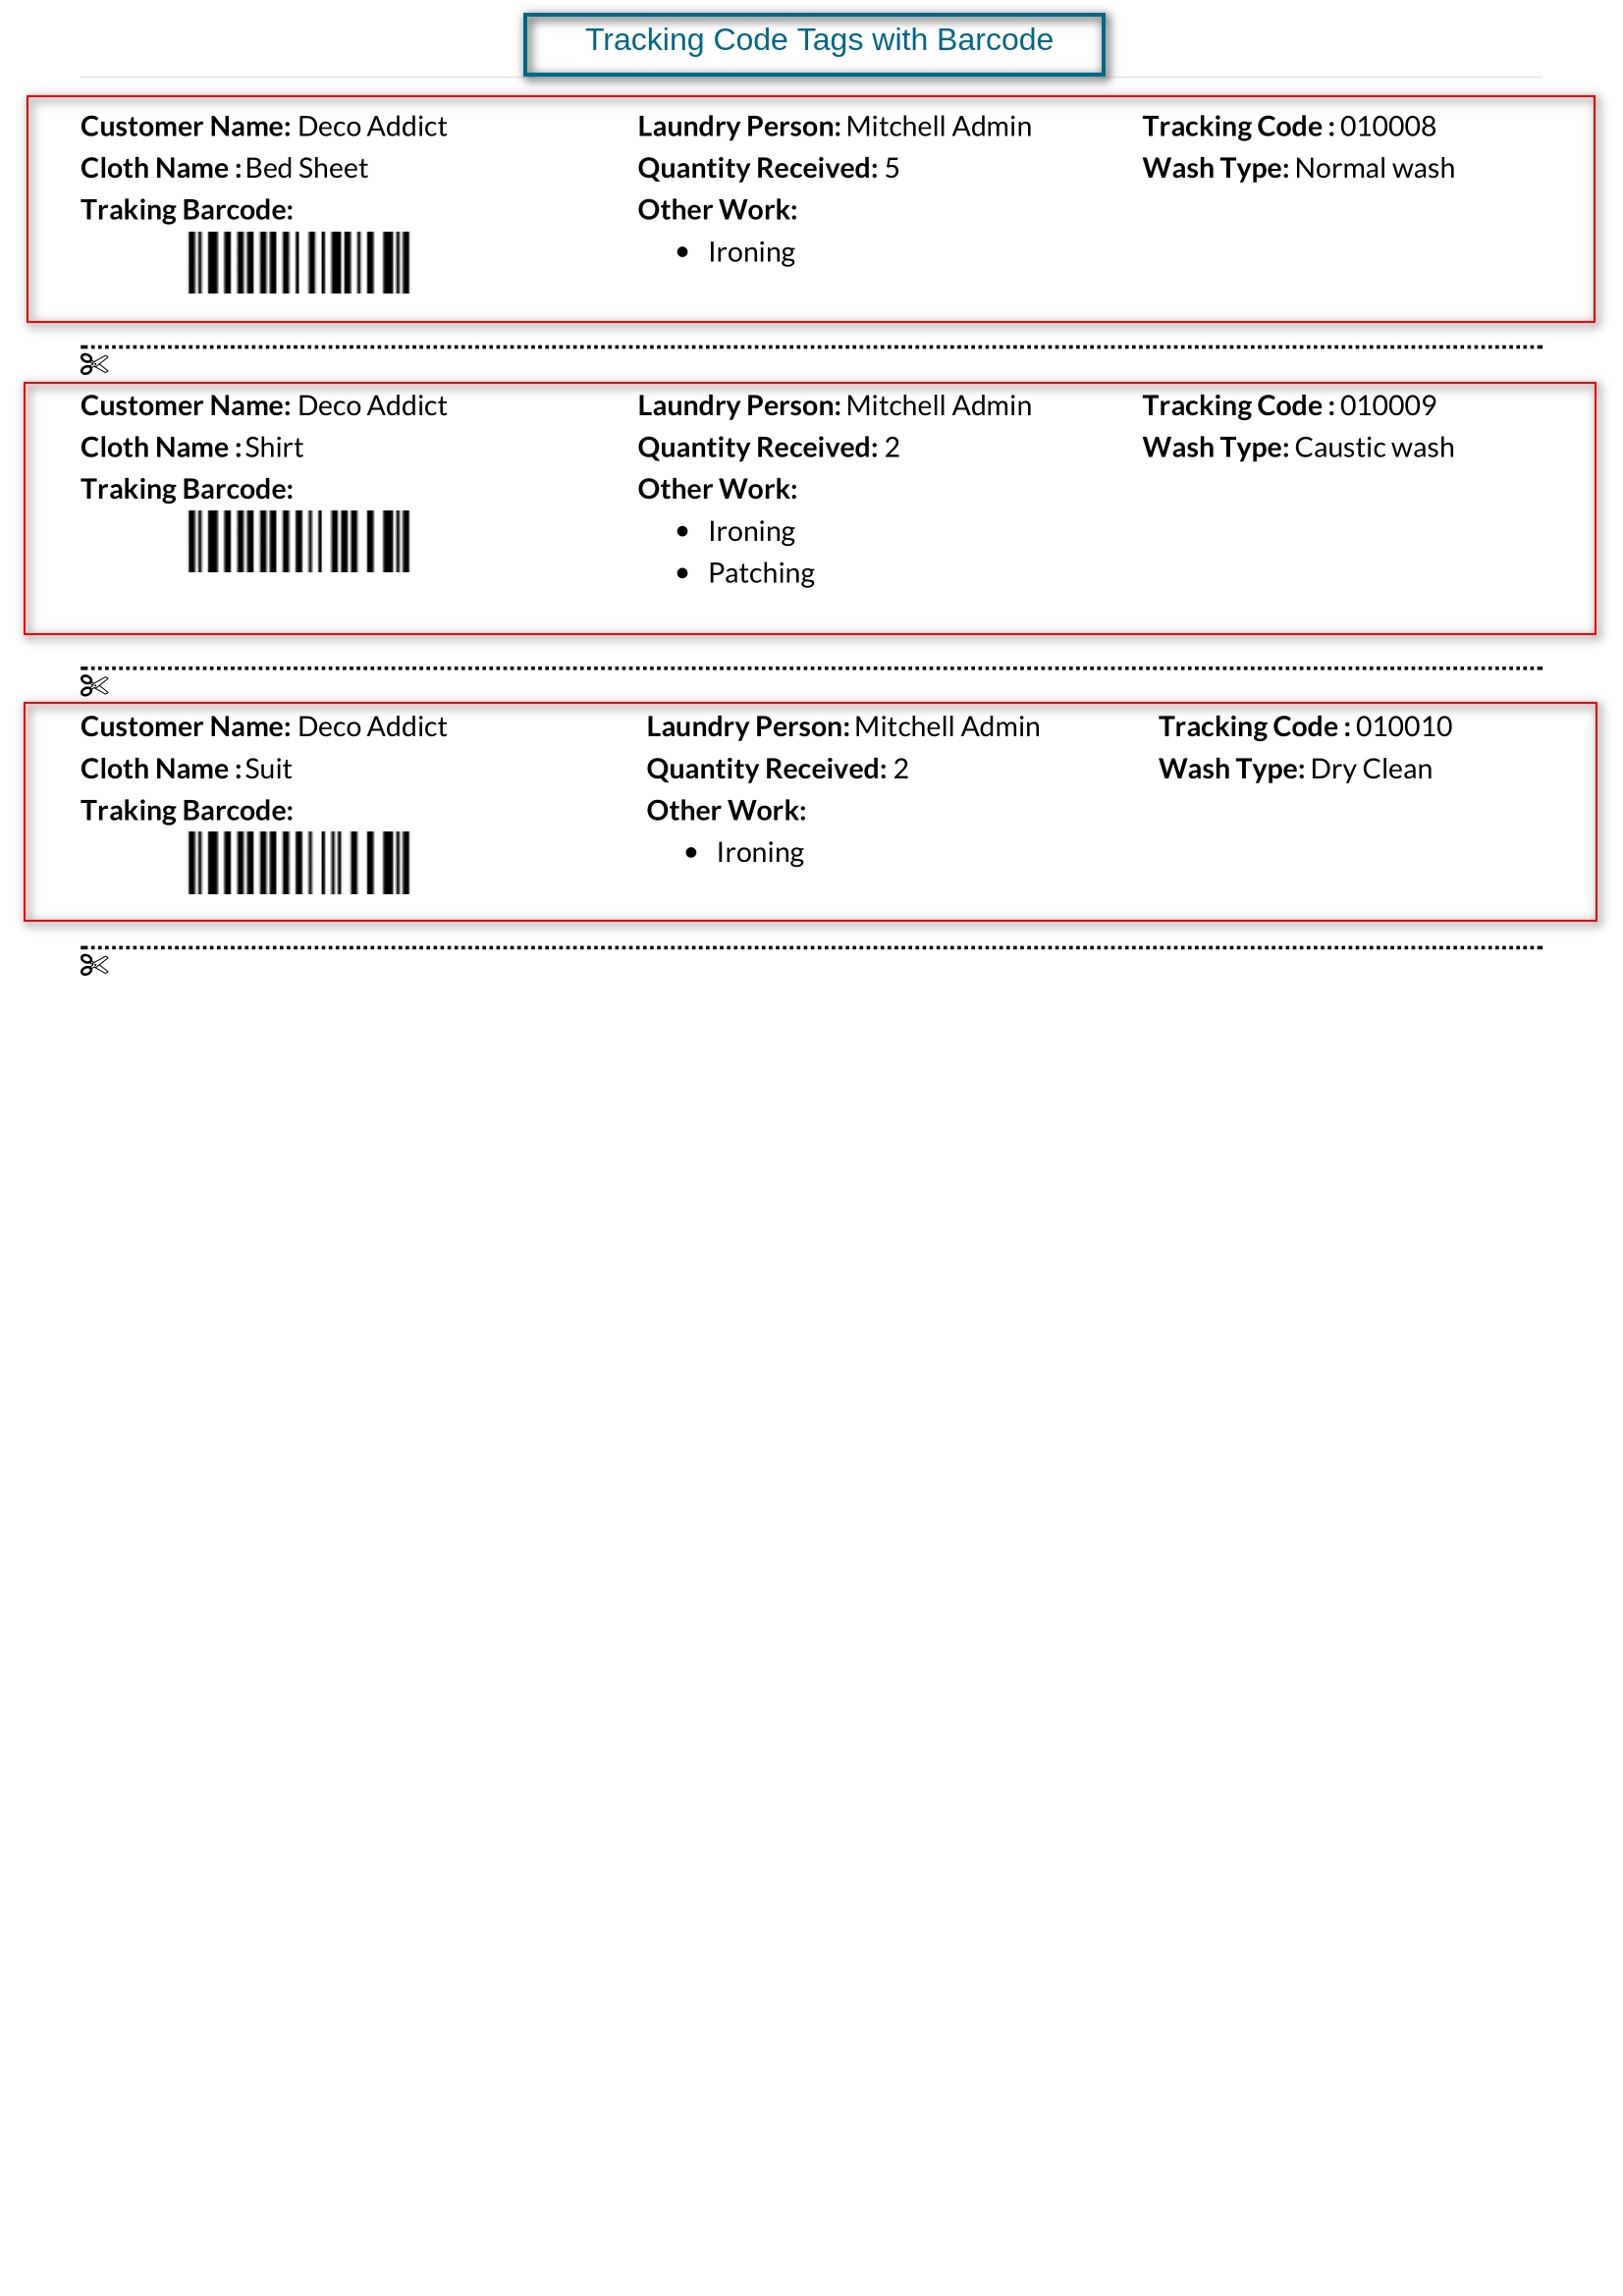 Tracking Code Tags with Barcode
Customer Name: Deco Addict Laundry Person: Mitchell Admin Tracking Code : 010008
Cloth Name : Bed Sheet Quantity Received: 5 Wash Type: Normal wash
Traking Barcode: Other Work:
• Ironing
Customer Name: Deco Addict Laundry Person: Mitchell Admin Tracking Code : 010009
Cloth Name : Shirt Quantity Received: 2 Wash Type: Caustic wash
Traking Barcode: Other Work:
• Ironing
• Patching
Customer Name: Deco Addict Laundry Person: Mitchell Admin Tracking Code : 010010
Cloth Name : Suit Quantity Received: 2 Wash Type: Dry Clean
Traking Barcode: Other Work:
• Ironing